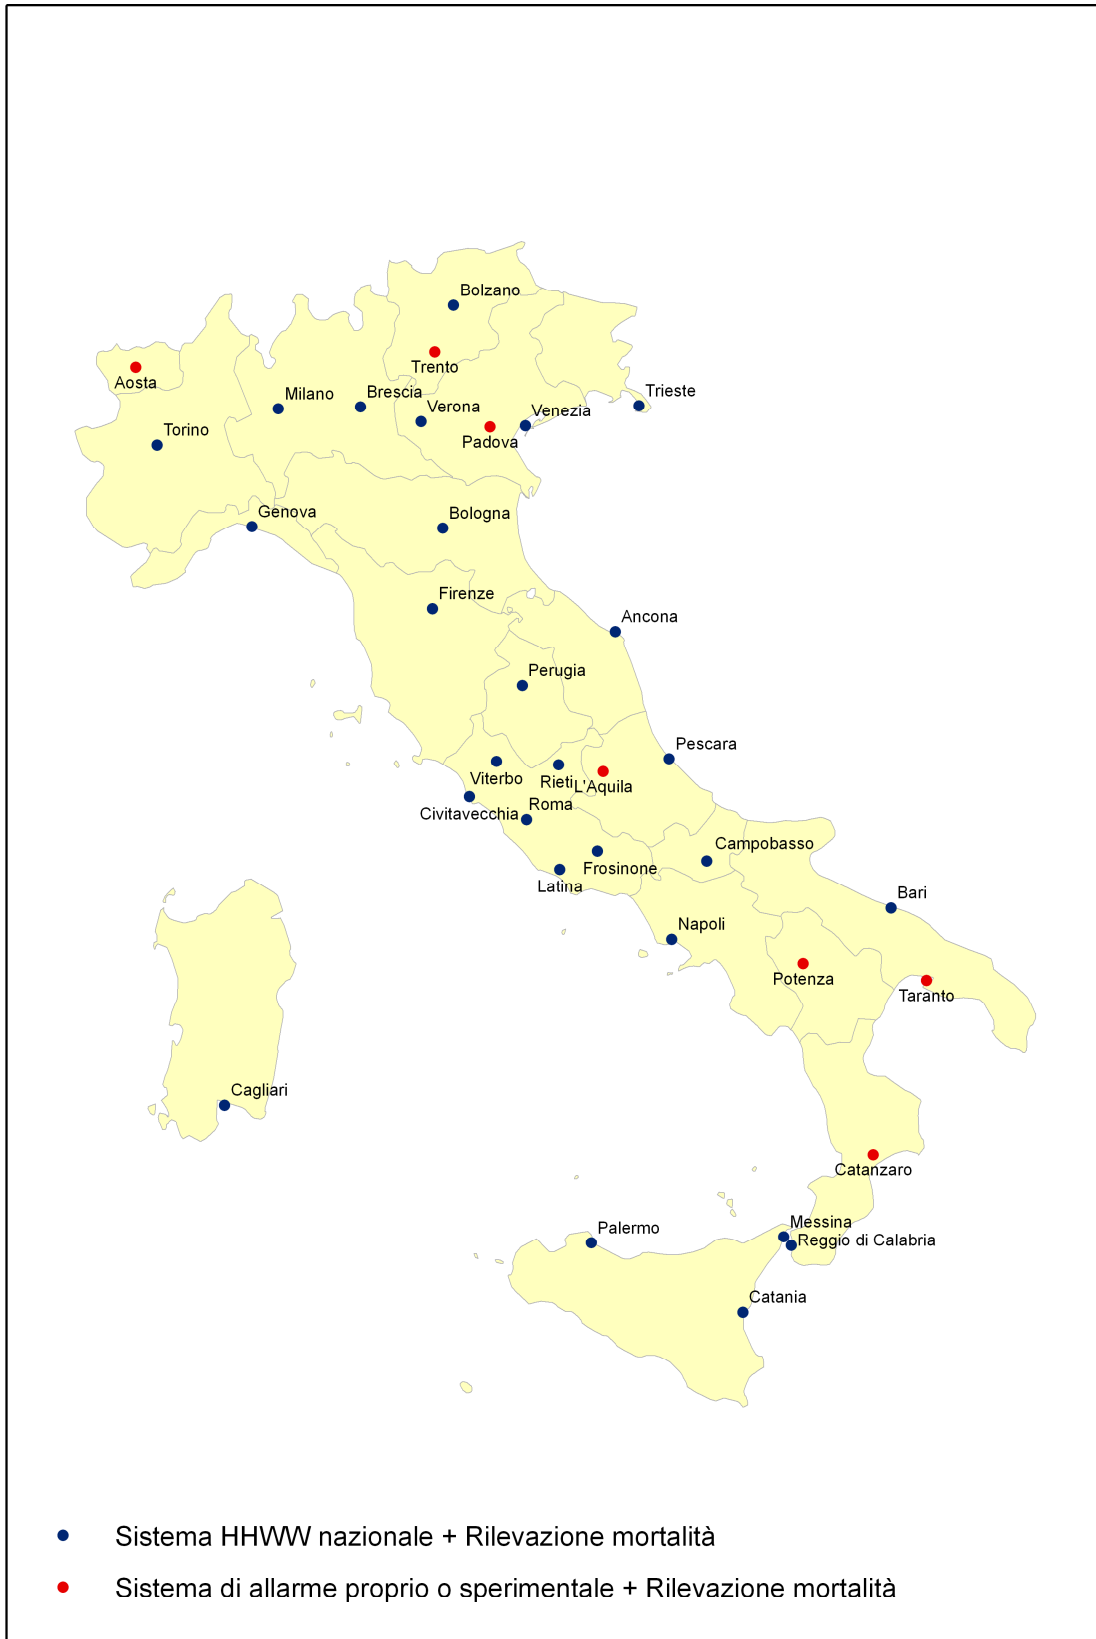 Bolzano
Trento
Aosta
Milano
Brescia
Verona
Venezia
Trieste
Torino
Padova
Genova
Bologna
Firenze
Ancona
Perugia
Pescara
Viterbo
Rieti
L'Aquila
Civitavecchia
Roma
Campobasso
Frosinone
Latina
Bari
Napoli
Potenza
Taranto
Cagliari
Catanzaro
Messina
Palermo
Reggio di Calabria
Catania
Sistema HHWW nazionale + Rilevazione mortalità
Sistema di allarme proprio o sperimentale + Rilevazione mortalità